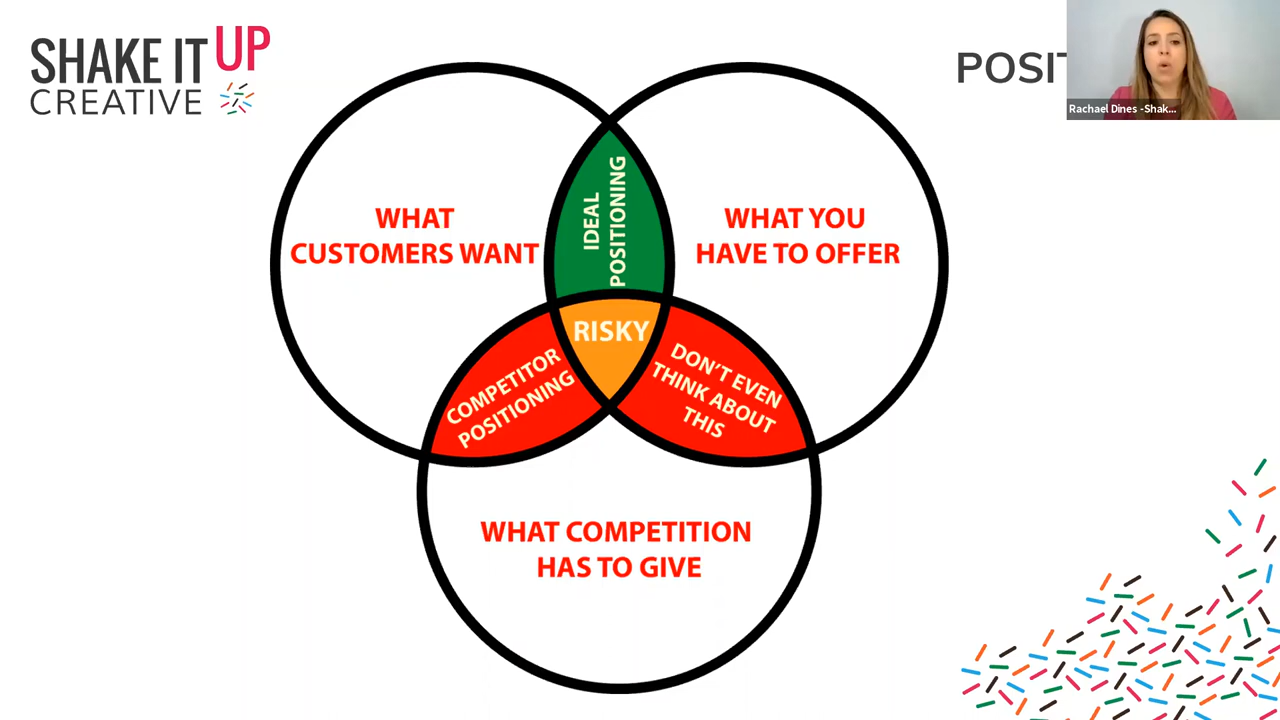 SHAKE IT UP
CREATIVE
Rachael Dines -Shak...
WHAT
CUSTOMERS WANT
IDEAL
POSITIONING
WHAT YOU
HAVE TO OFFER
RISKY
COMPETITOR
POSITIONING
DON'T EVEN
THINK ABOUT
THIS
WHAT COMPETITION
HAS TO GIVE